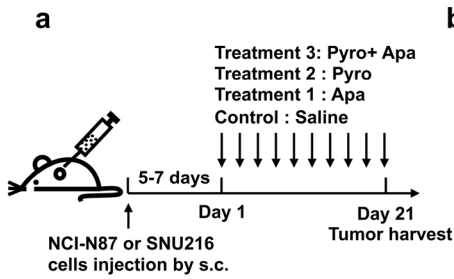 a
b
Treatment 3: Pyro+ Apa
Treatment 2 : Pyro
Treatment 1 : Apa
Control : Saline
5-7 days
Day 1
Day 21
Tumor harvest
NCI-N87 or SNU216
cells injection by s.c.